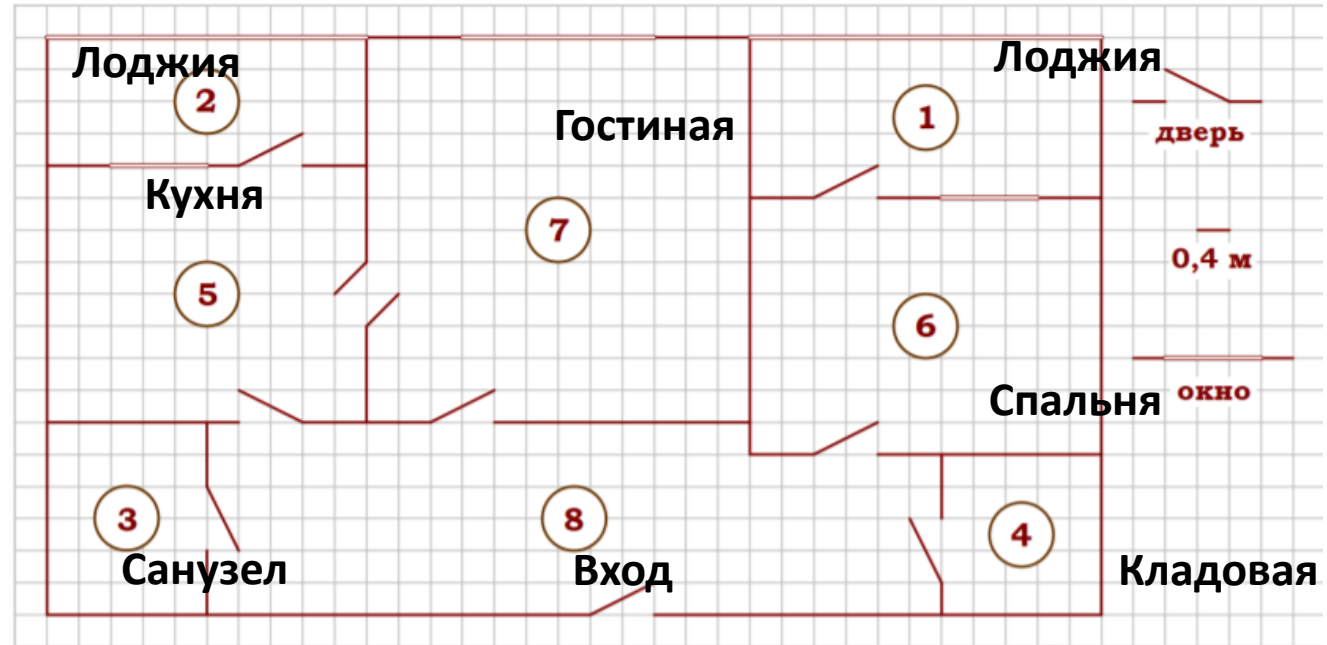 Лоджия
2
Гостиная
Лоджия
1
дверь
Кухня
7
0,4 м
5
6
Спальня
окно
3
Санузел
8
Вход
4
Кладовая